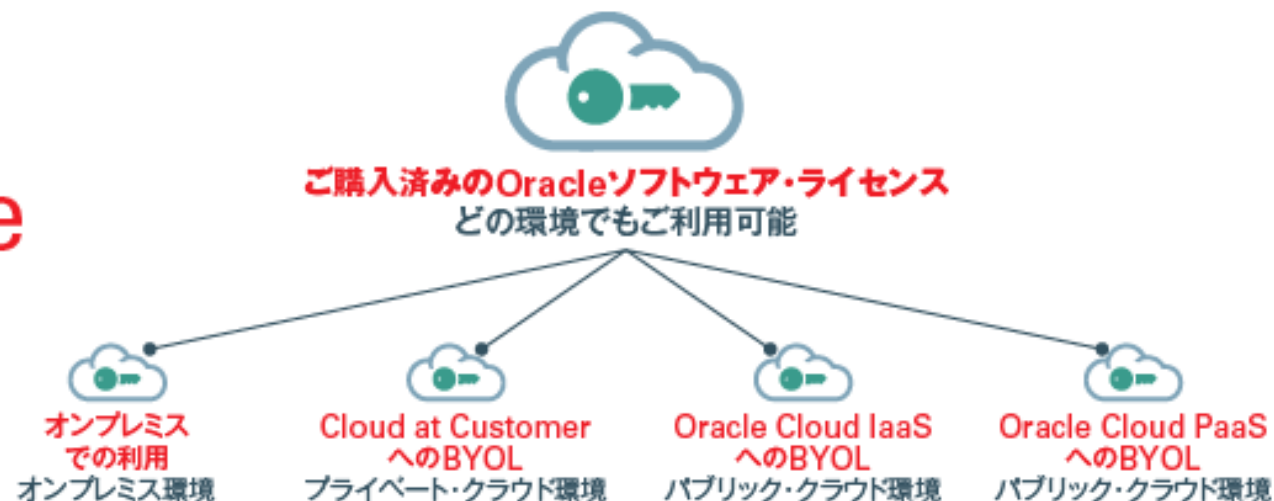 ご購入済みのOracleソフトウェア・ライセンス
どの環境でもご利用可能
e
オンプレミス
での利用
オンプレミス環境
Cloud at Customer
へのBYOL
プライベート・クラウド環境
Oracle Cloud IaaS
へのBYOL
パブリック・クラウド環境
Oracle Cloud PaaS
へのBYOL
パブリック・クラウド環境